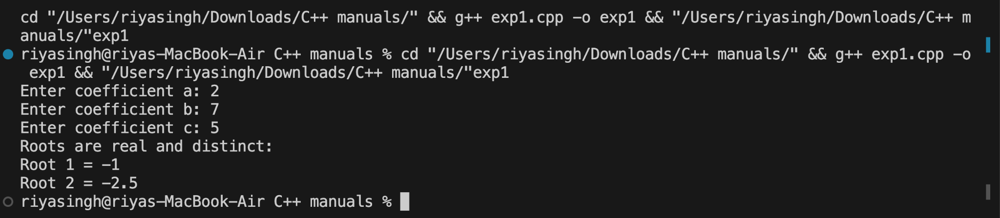 cd "/Users/riyasingh/Downloads/C++ manuals/" && g++ exp1.cpp -o exp1 && "/Users/riyasingh/Downloads/C++ m
anuals/"exp1
riyasingh@riyas-MacBook-Air C++ manuals % cd "/Users/riyasingh/Downloads/C++ manuals/" && g++ exp1.cpp -o
 exp1 && "/Users/riyasingh/Downloads/C++ manuals/"exp1
Enter coefficient a: 2
Enter coefficient b: 7
Enter coefficient c: 5
Roots are real and distinct:
Root 1 = -1
Root 2 = -2.5
riyasingh@riyas-MacBook-Air C++ manuals %